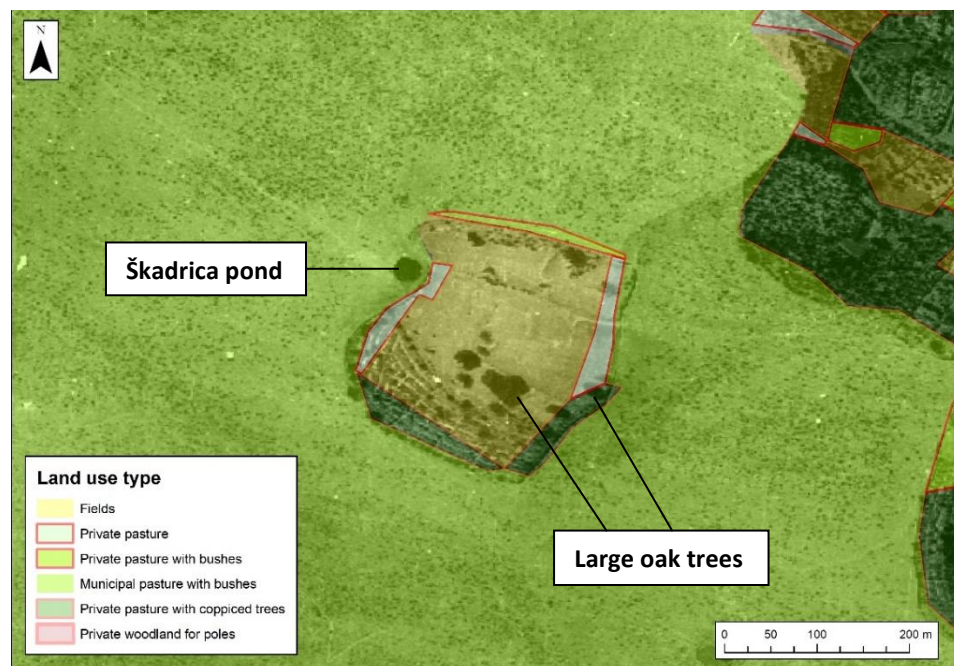 N
Škadrica pond
Large oak trees
Land use type
Fields
Private pasture
Private pasture with bushes
Municipal pasture with bushes
Private pasture with coppiced trees
Private woodland for poles
0 50 100 200 m